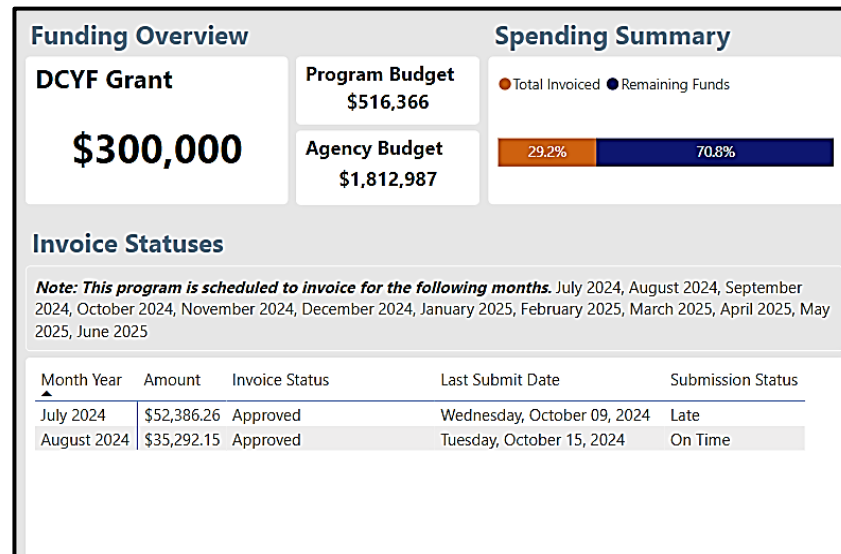 Funding Overview
Spending Summary
DCYF Grant
$300,000
Program Budget
$516,366
Agency Budget
$1,812,987
Total Invoiced Remaining Funds
29.2% 70.8%
Invoice Statuses
Note: This program is scheduled to invoice for the following months. July 2024, August 2024, September
2024, October 2024, November 2024, December 2024, January 2025, February 2025, March 2025, April 2025, May
2025, June 2025
Month Year Amount Invoice Status Last Submit Date Submission Status
July 2024 $52,386.26 Approved Wednesday, October 09, 2024 Late
August 2024 $35,292.15 Approved Tuesday, October 15, 2024 On Time